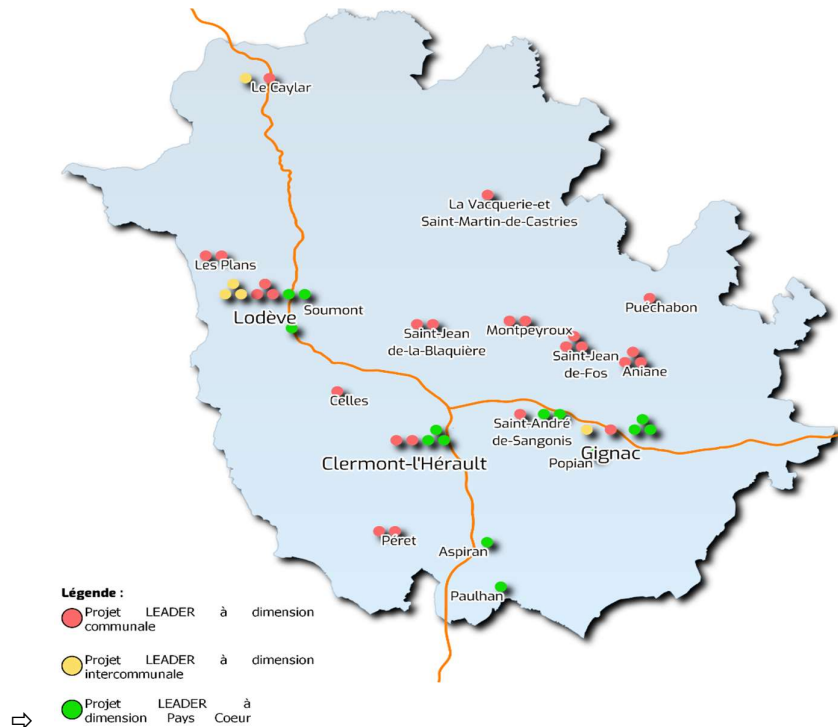 Le Caylar
La Vacquerie-et
Saint-Martin-de-Castries
Les Plans
Soumont
Lodève
Puéchabon
Saint-Jean
de-la-Blaquière
Montpeyroux
Saint-Jean
de-Fos
Aniane
Celles
Saint-André
de-Sangonis
Clermont-l'Hérault
Popian
Gignac
Péret
Aspiran
Paulhan
Légende :
Projet LEADER à dimension
communale
Projet LEADER à dimension
intercommunale
Projet LEADER à
dimension Pays Coeur